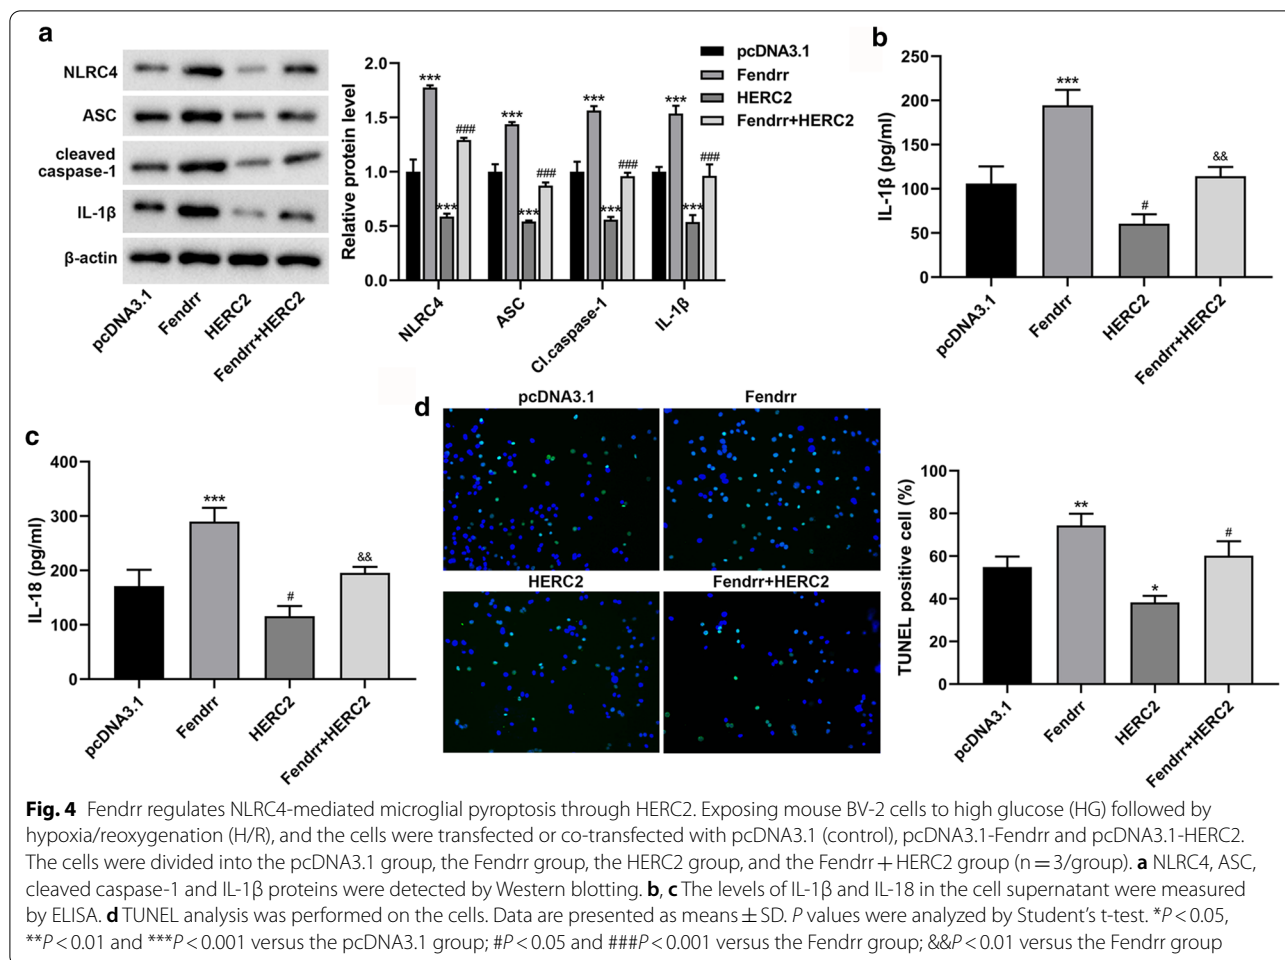 a
NLRC4
ASC
cleaved
caspase-1
IL-1β
β-actin
pcDNA3.1
Fendrr
HERC2
Fendrr+HERC2
Relative protein level
2.0
1.5
1.0
0.5
0.0
***
***
###
***
***
###
***
***
###
***
***
###
NLRC4
ASC
Cl.caspase-1
IL-1β
pcDNA3.1
Fendrr
HERC2
Fendrr+HERC2
b
IL-1β (pg/ml)
250
200
150
100
50
0
***
#
&&
pcDNA3.1
Fendrr
HERC2
Fendrr+HERC2
c
IL-18 (pg/ml)
400
300
200
100
0
***
#
&&
pcDNA3.1
Fendrr
HERC2
Fendrr+HERC2
d
pcDNA3.1
Fendrr
HERC2
Fendrr+HERC2
TUNEL positive cell (%)
100
80
60
40
20
0
**
*
#
pcDNA3.1
Fendrr
HERC2
Fendrr+HERC2
Fig. 4 Fendrr regulates NLRC4-mediated microglial pyroptosis through HERC2. Exposing mouse BV-2 cells to high glucose (HG) followed by
hypoxia/reoxygenation (H/R), and the cells were transfected or co-transfected with pcDNA3.1 (control), pcDNA3.1-Fendrr and pcDNA3.1-HERC2.
The cells were divided into the pcDNA3.1 group, the Fendrr group, the HERC2 group, and the Fendrr + HERC2 group (n = 3/group). a NLRC4, ASC,
cleaved caspase-1 and IL-1β proteins were detected by Western blotting. b, c The levels of IL-1β and IL-18 in the cell supernatant were measured
by ELISA. d TUNEL analysis was performed on the cells. Data are presented as means ± SD. P values were analyzed by Student's t-test. *P < 0.05,
**P < 0.01 and ***P < 0.001 versus the pcDNA3.1 group; #P < 0.05 and ###P < 0.001 versus the Fendrr group; &&P < 0.01 versus the Fendrr group